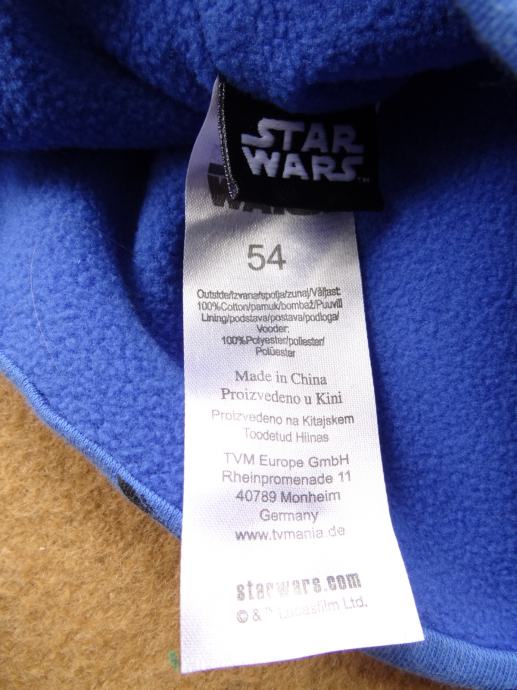 STAR
WARS™
54
Outside/Izvana/spolja/zunaj/Väljast:
100%Cotton/pamuk/bombaž/Puuvill
Lining/podstava/postava/podloga/
Vooder:
100%Polyester/poliester/
Polüester
Made in China
Proizvedeno u Kini
Proizvedeno na Kitajskem
Toodetud Hiinas
TVM Europe GmbH
Rheinpromenade 11
40789 Monheim
Germany
www.tvmania.de
starwars.com
© & ™ Lucasfilm Ltd.